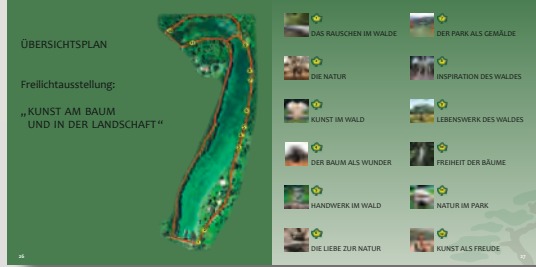 ÜBERSICHTSPLAN
Freilichtausstellung:
„KUNST AM BAUM
UND IN DER LANDSCHAFT“
26
DAS RAUSCHEN IM WALDE
DIE NATUR
KUNST IM WALD
DER BAUM ALS WUNDER
HANDWERK IM WALD
DIE LIEBE ZUR NATUR
DER PARK ALS GEMÄLDE
INSPIRATION DES WALDES
LEBENSWERK DES WALDES
FREIHEIT DER BÄUME
NATUR IM PARK
KUNST ALS FREUDE
27